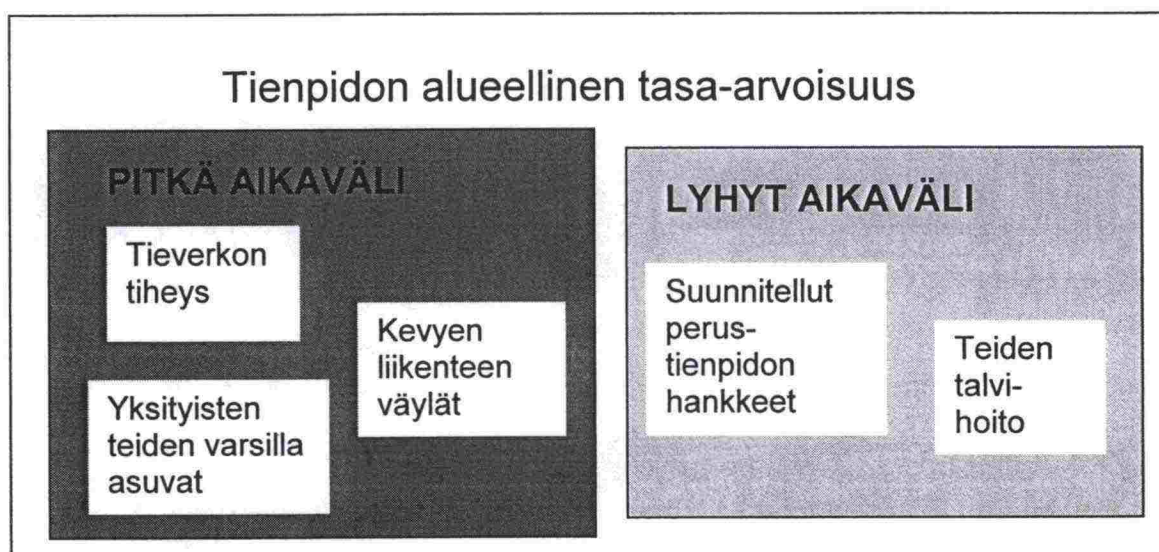 Tienpidon alueellinen tasa-arvoisuus
PITKÄ AIKAVÄLI
Tieverkon
tiheys
Kevyen
liikenteen
väylät
Yksityisten
teiden varsilla
asuvat
LYHYT AIKAVÄLI
Suunnitellut
perus-
tienpidon
hankkeet
Teiden
talvi-
hoito